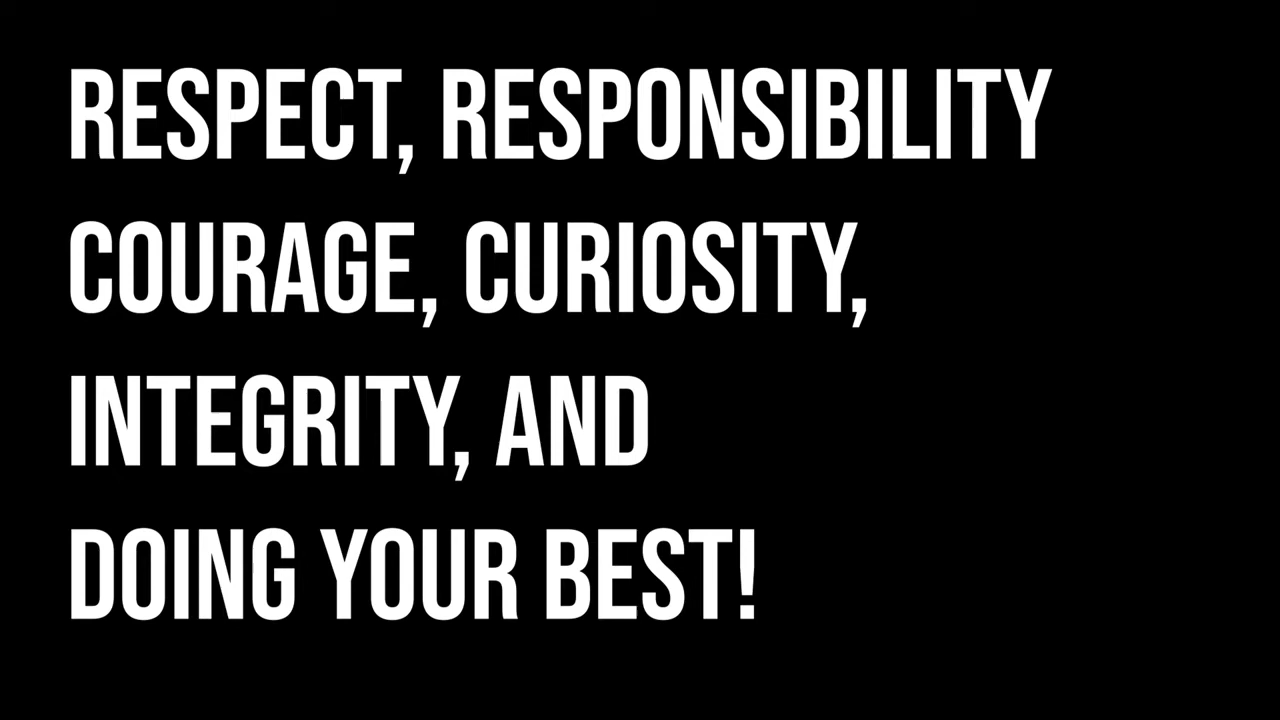 RESPECT, RESPONSIBILITY
COURAGE, CURIOSITY,
INTEGRITY, AND
DOING YOUR BEST!